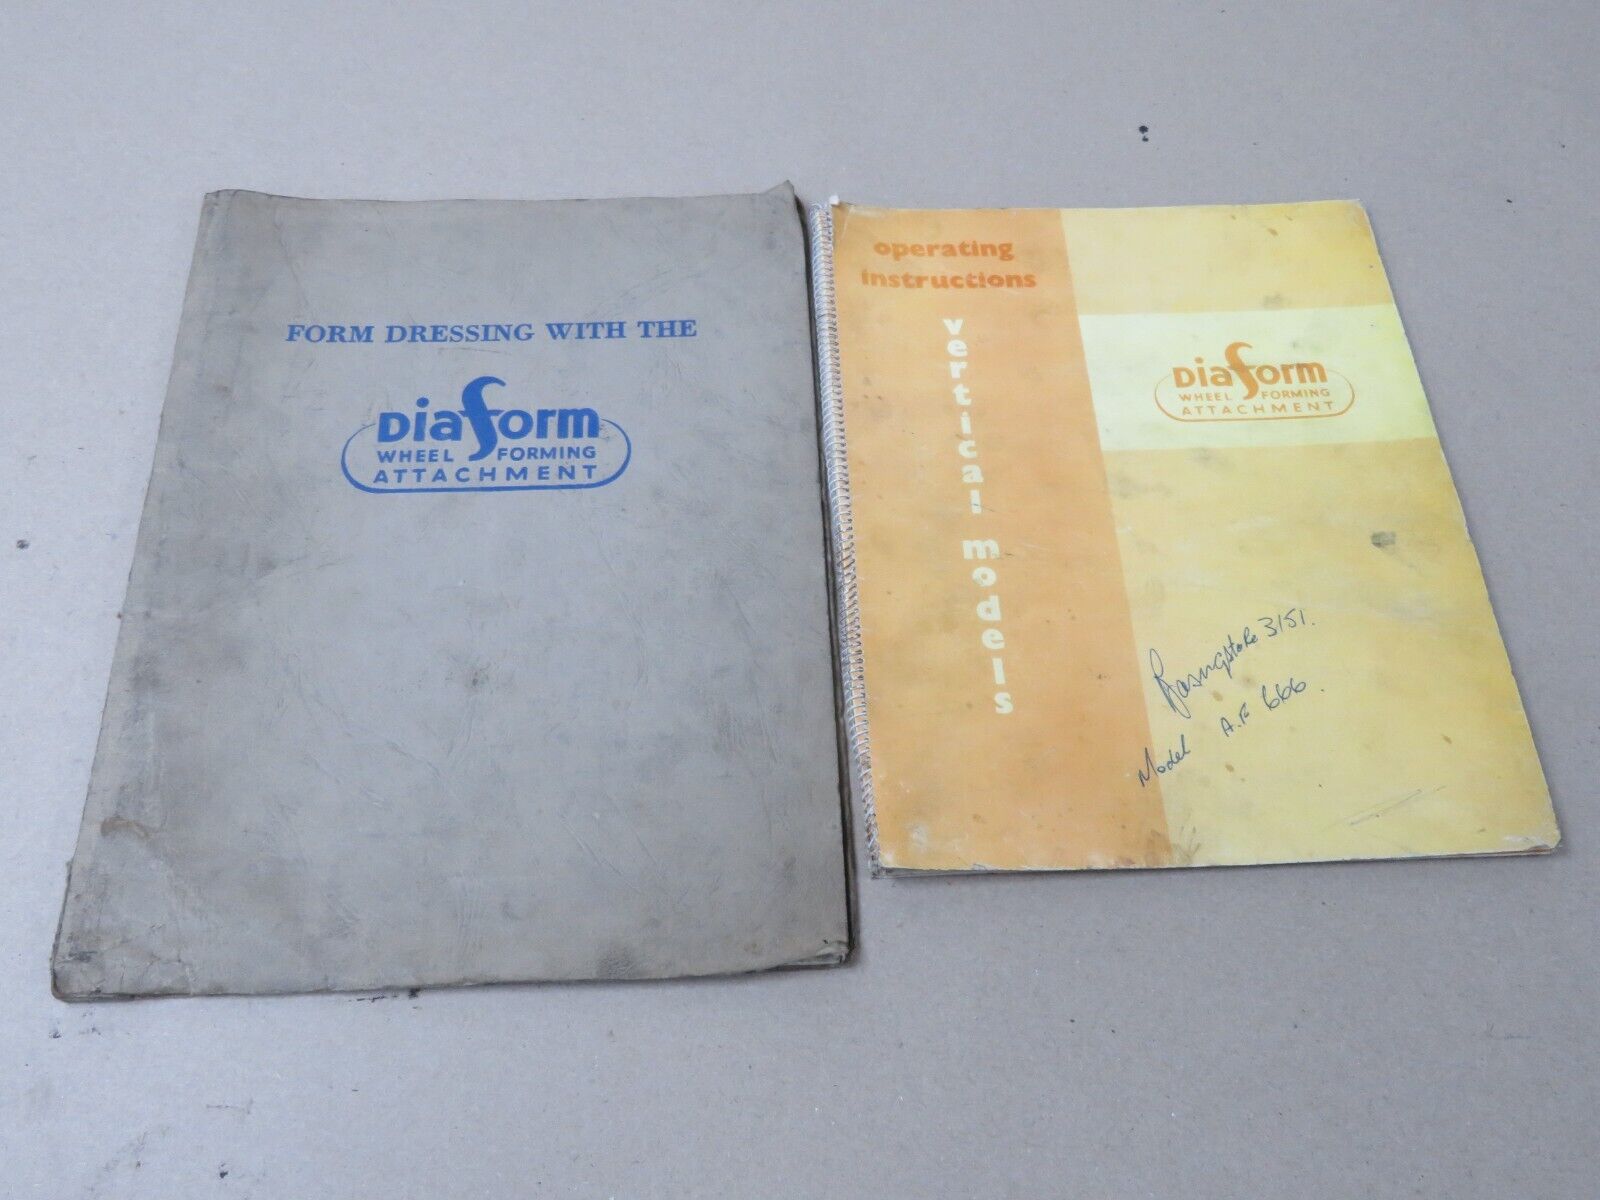 FORM DRESSING WITH THE
Diaform
WHEEL FORMING
ATTACHMENT
operating
instructions
vertical models
Diaform
WHEEL FORMING
ATTACHMENT
Basingstoke 3151.
Model A.F 666.